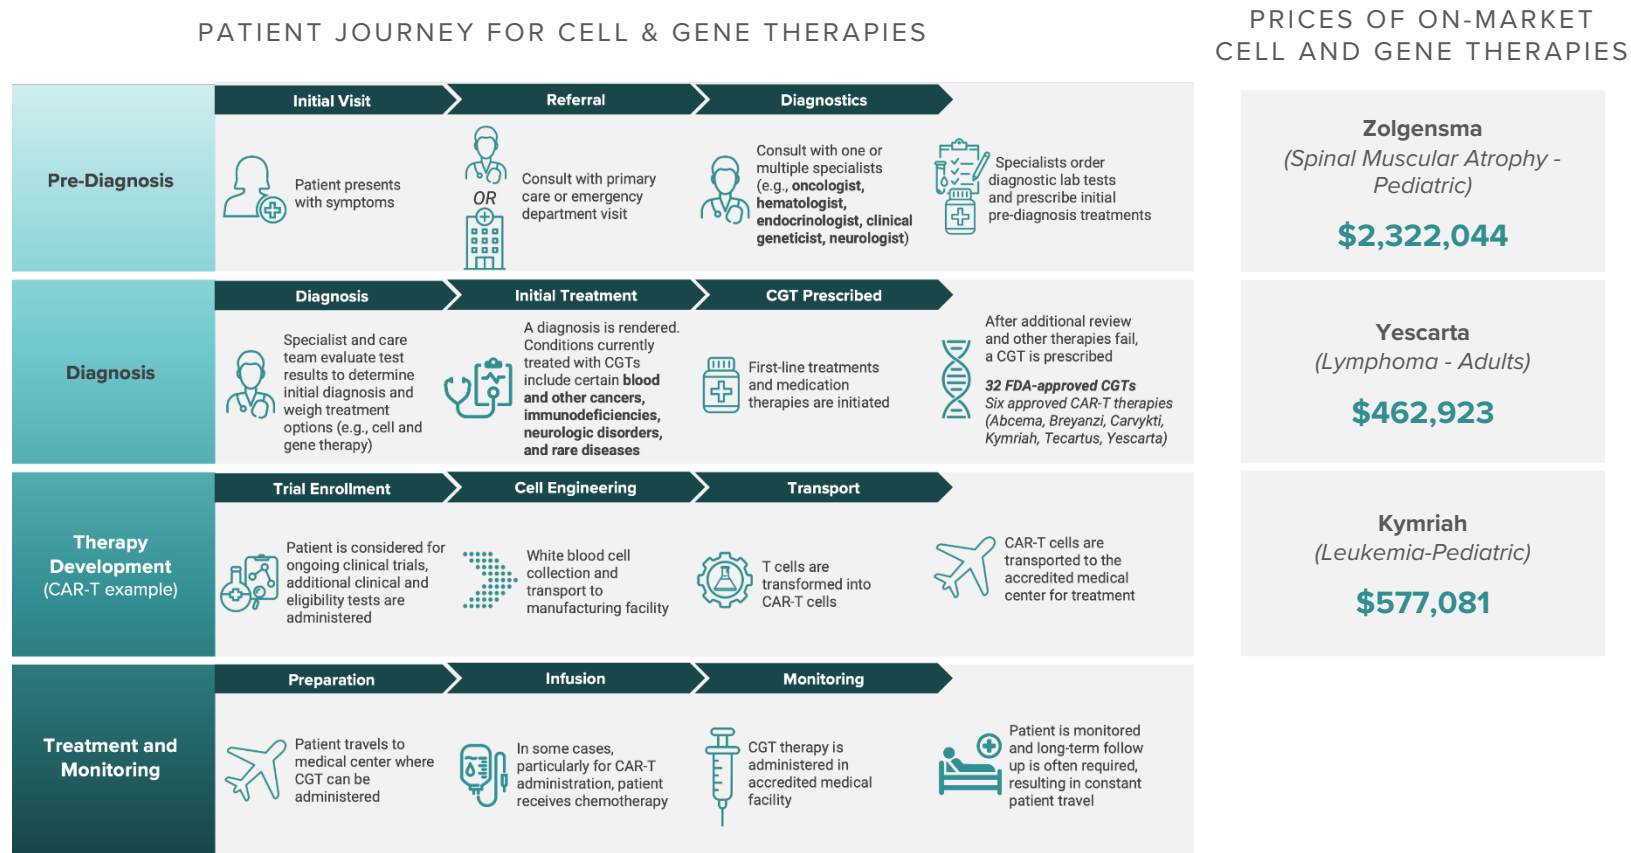 PATIENT JOURNEY FOR CELL & GENE THERAPIES
Pre-Diagnosis
Initial Visit
Referral
Diagnostics
Patient presents
with symptoms
OR
Consult with primary
care or emergency
department visit
Consult with one or
multiple specialists
(e.g., oncologist,
hematologist,
endocrinologist, clinical
geneticist, neurologist)
Specialists order
diagnostic lab tests
and prescribe initial
pre-diagnosis treatments
Diagnosis
Diagnosis
Initial Treatment
CGT Prescribed
Specialist and care
team evaluate test
results to determine
initial diagnosis and
weigh treatment
options (e.g., cell and
gene therapy)
A diagnosis is rendered.
Conditions currently
treated with CGTs
include certain blood
and other cancers,
immunodeficiencies,
neurologic disorders,
and rare diseases
First-line treatments
and medication
therapies are initiated
After additional review
and other therapies fail,
a CGT is prescribed
32 FDA-approved CGTs
Six approved CAR-T therapies
(Abcema, Breyanzi, Carvykti,
Kymriah, Tecartus, Yescarta)
Therapy
Development
(CAR-T example)
Trial Enrollment
Cell Engineering
Transport
Patient is considered for
ongoing clinical trials,
additional clinical and
eligibility tests are
administered
White blood cell
collection and
transport to
manufacturing facility
T cells are
transformed into
CAR-T cells
CAR-T cells are
transported to the
accredited medical
center for treatment
Treatment and
Monitoring
Preparation
Infusion
Monitoring
Patient travels to
medical center where
CGT can be
administered
In some cases,
particularly for CAR-T
administration, patient
receives chemotherapy
CGT therapy is
administered in
accredited medical
facility
Patient is monitored
and long-term follow
up is often required,
resulting in constant
patient travel
PRICES OF ON-MARKET
CELL AND GENE THERAPIES
Zolgensma
(Spinal Muscular Atrophy -
Pediatric)
$2,322,044
Yescarta
(Lymphoma - Adults)
$462,923
Kymriah
(Leukemia-Pediatric)
$577,081